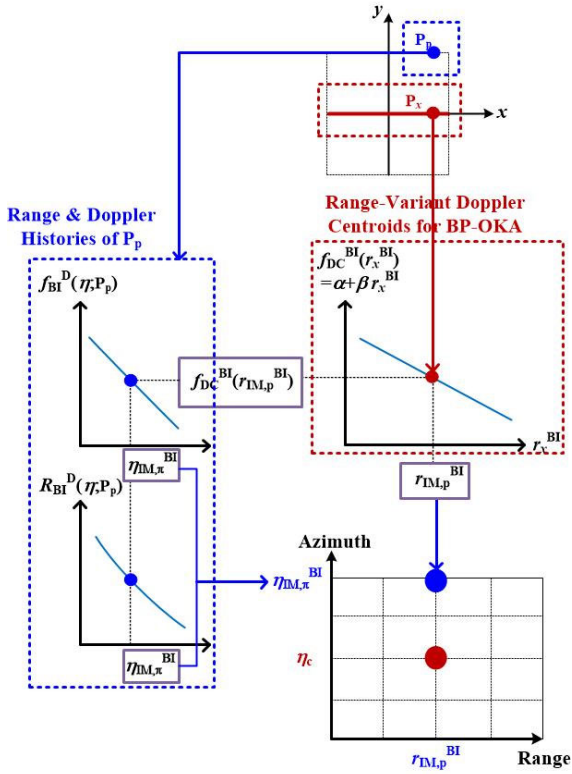 y
P_p
P_x
x
Range & Doppler
Histories of P_p
Range-Variant Doppler
Centroids for BP-OKA
f_BI^D(η;P_p)
f_DC^BI(r_x^BI)
=α+βr_x^BI
f_DC^BI(r_IM,p^BI)
r_x^BI
η_IM,π^BI
r_IM,p^BI
R_BI^D(η;P_p)
Azimuth
η_IM,π^BI
η_c
η_IM,π^BI
r_IM,p^BI
Range